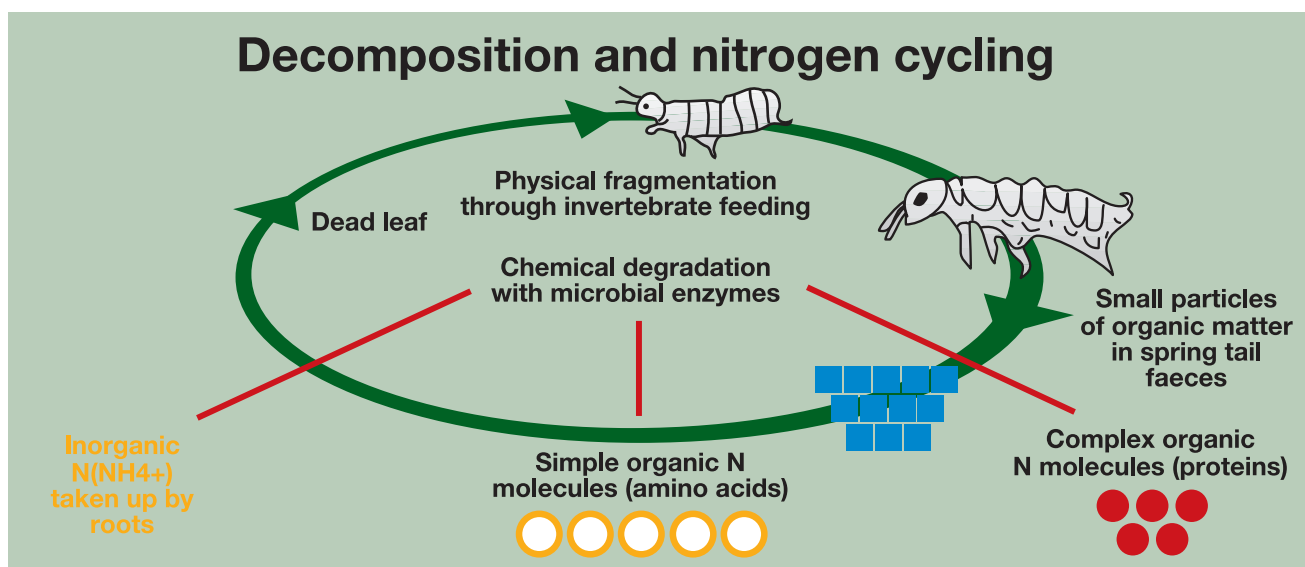 Decomposition and nitrogen cycling
Physical fragmentation
through invertebrate feeding
Dead leaf
Chemical degradation
with microbial enzymes
Small particles
of organic matter
in spring tail
faeces
Inorganic
N(NH4+)
taken up by
roots
Simple organic N
molecules (amino acids)
Complex organic
N molecules (proteins)